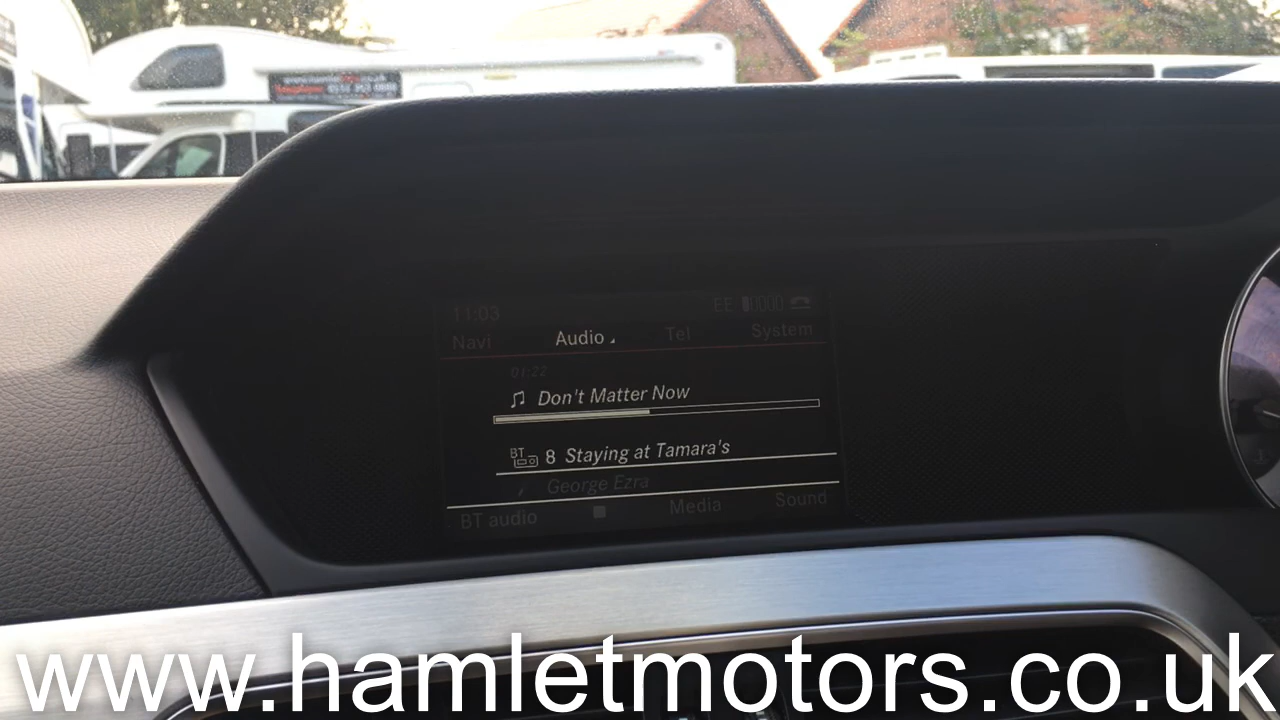 11:03 EE
Navi Audio Tel System
01:22
Don't Matter Now
BT 8 Staying at Tamara's
George Ezra
BT audio Media Sound
www.hamletmotors.co.uk